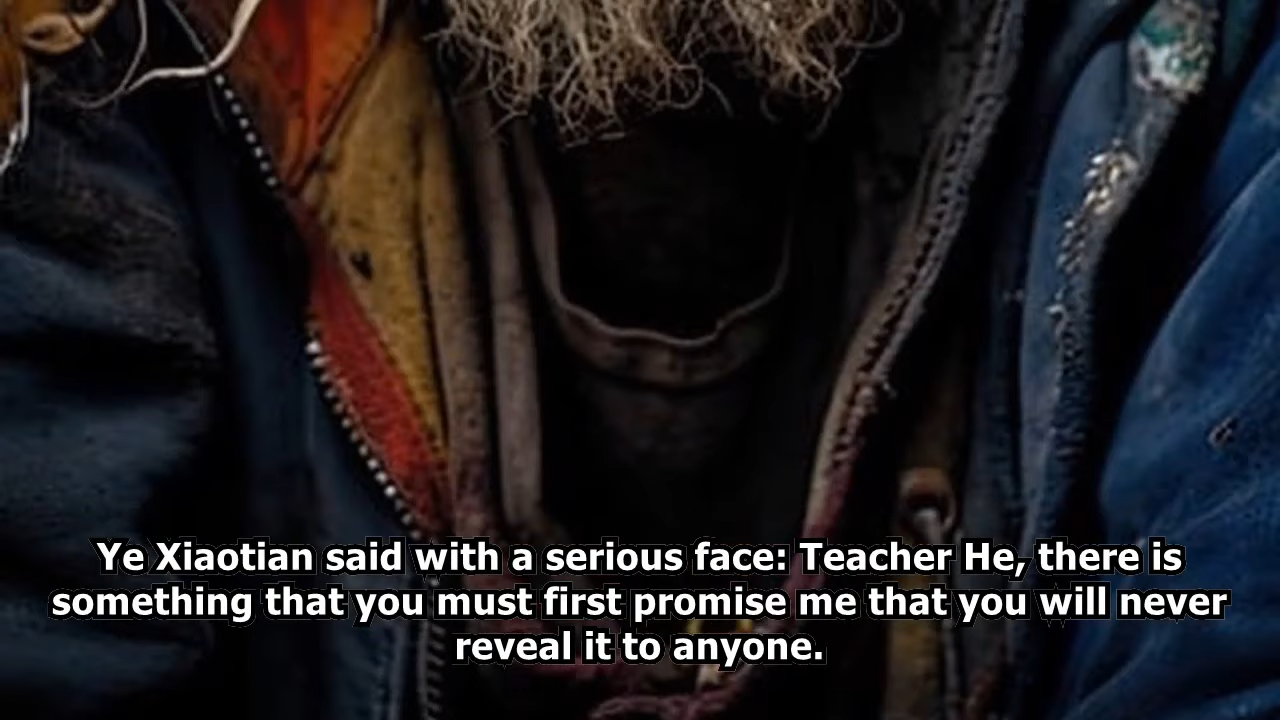 Ye Xiaotian said with a serious face: Teacher He, there is
something that you must first promise me that you will never
reveal it to anyone.